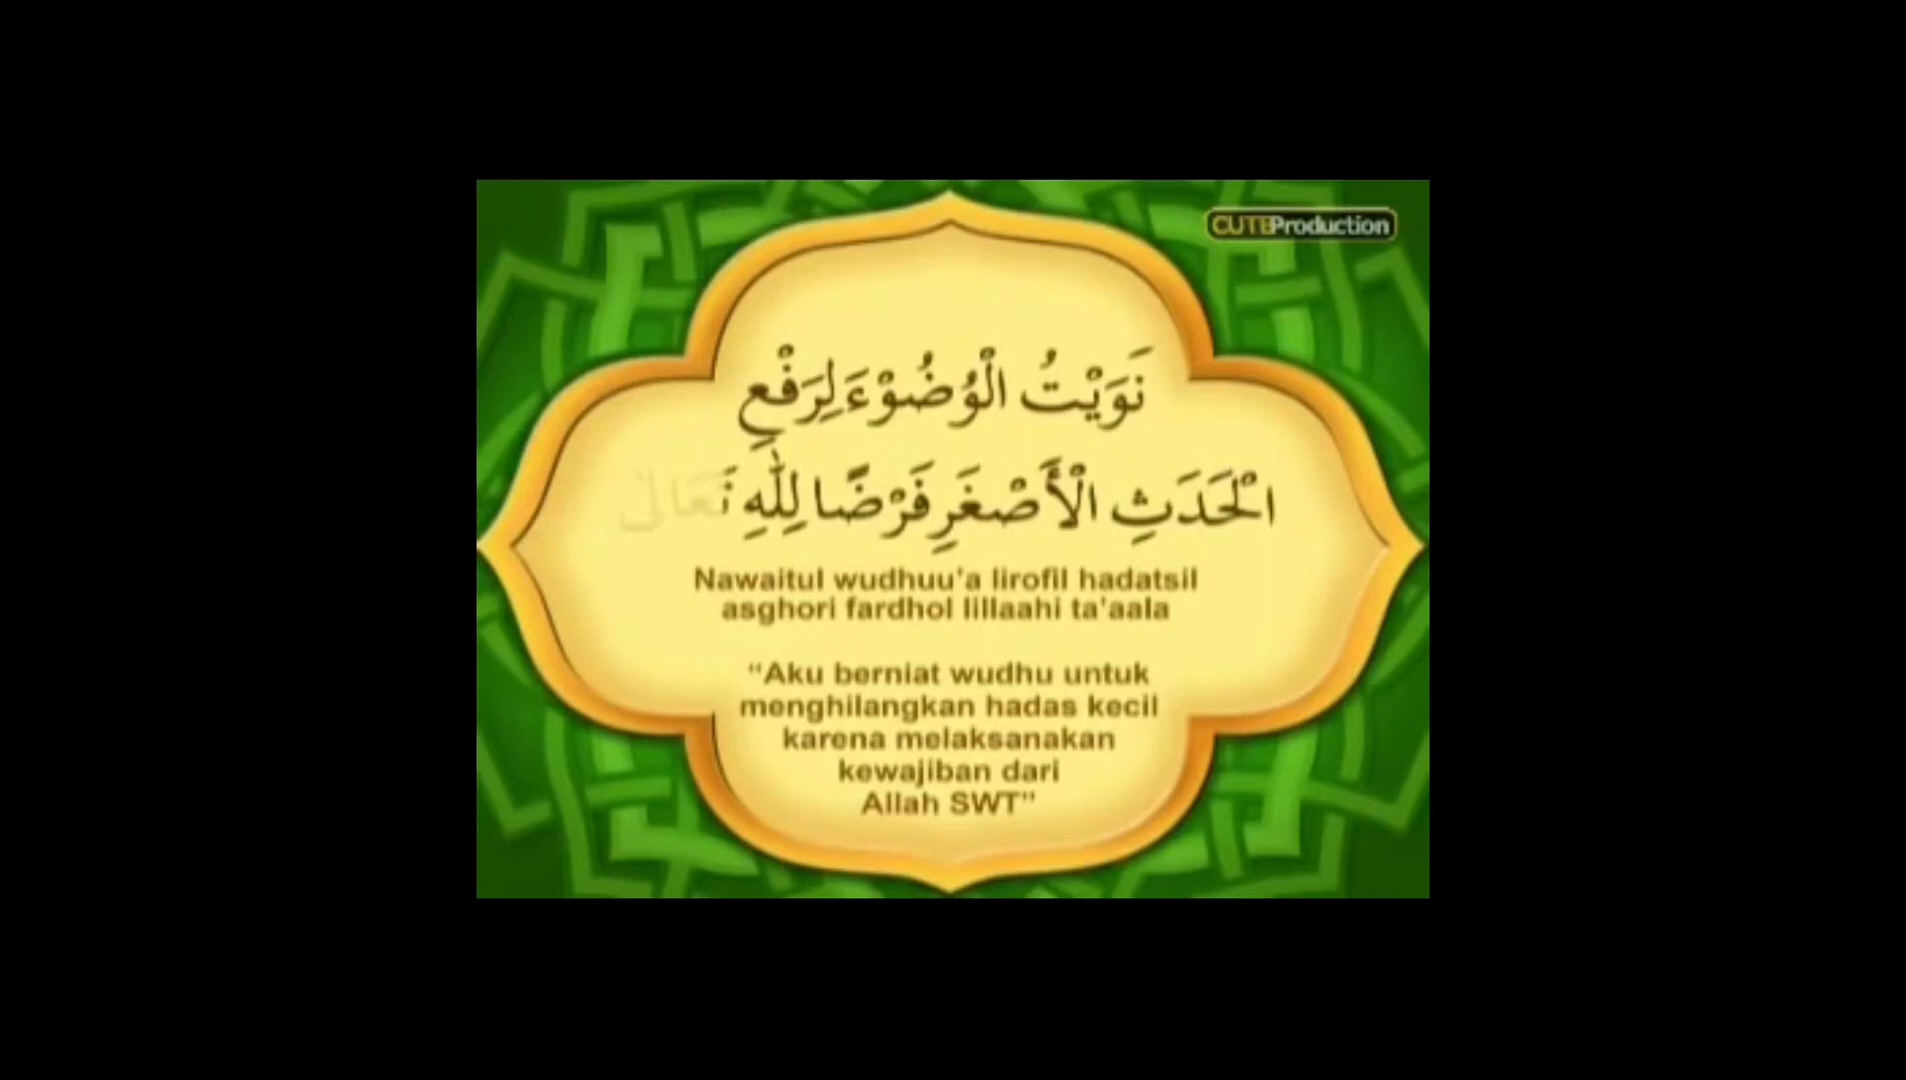 CUTEProduction
نَوَيْتُ الْوُضُوْءَ لِرَفْعِ
الْحَدَثِ الْأَصْغَرِ فَرْضًا لِلّٰهِ تَعَالَى
Nawaitul wudhuu'a lirofil hadatsil
asghori fardhol lillaahi ta'aala
"Aku berniat wudhu untuk
menghilangkan hadas kecil
karena melaksanakan
kewajiban dari
Allah SWT"